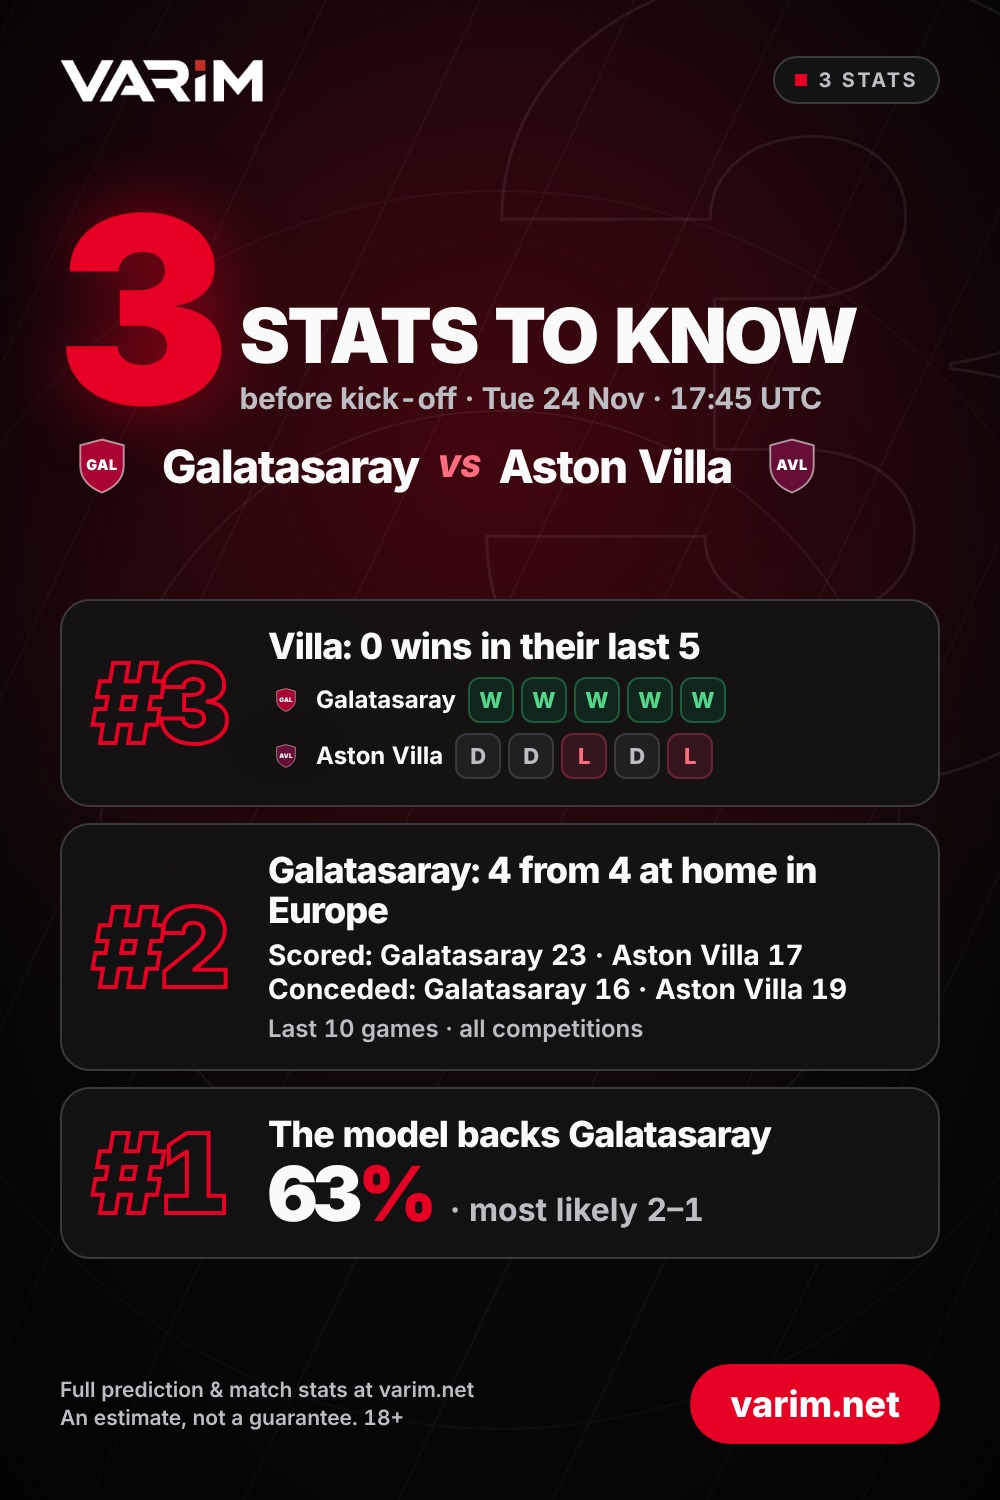 VARiM
3 STATS
3 STATS TO KNOW
before kick-off · Tue 24 Nov · 17:45 UTC
GAL Galatasaray vs Aston Villa AVL
#3
Villa: 0 wins in their last 5
GAL Galatasaray W W W W W
AVL Aston Villa D D L D L
#2
Galatasaray: 4 from 4 at home in
Europe
Scored: Galatasaray 23 · Aston Villa 17
Conceded: Galatasaray 16 · Aston Villa 19
Last 10 games · all competitions
#1
The model backs Galatasaray
63% · most likely 2–1
Full prediction & match stats at varim.net
An estimate, not a guarantee. 18+
varim.net